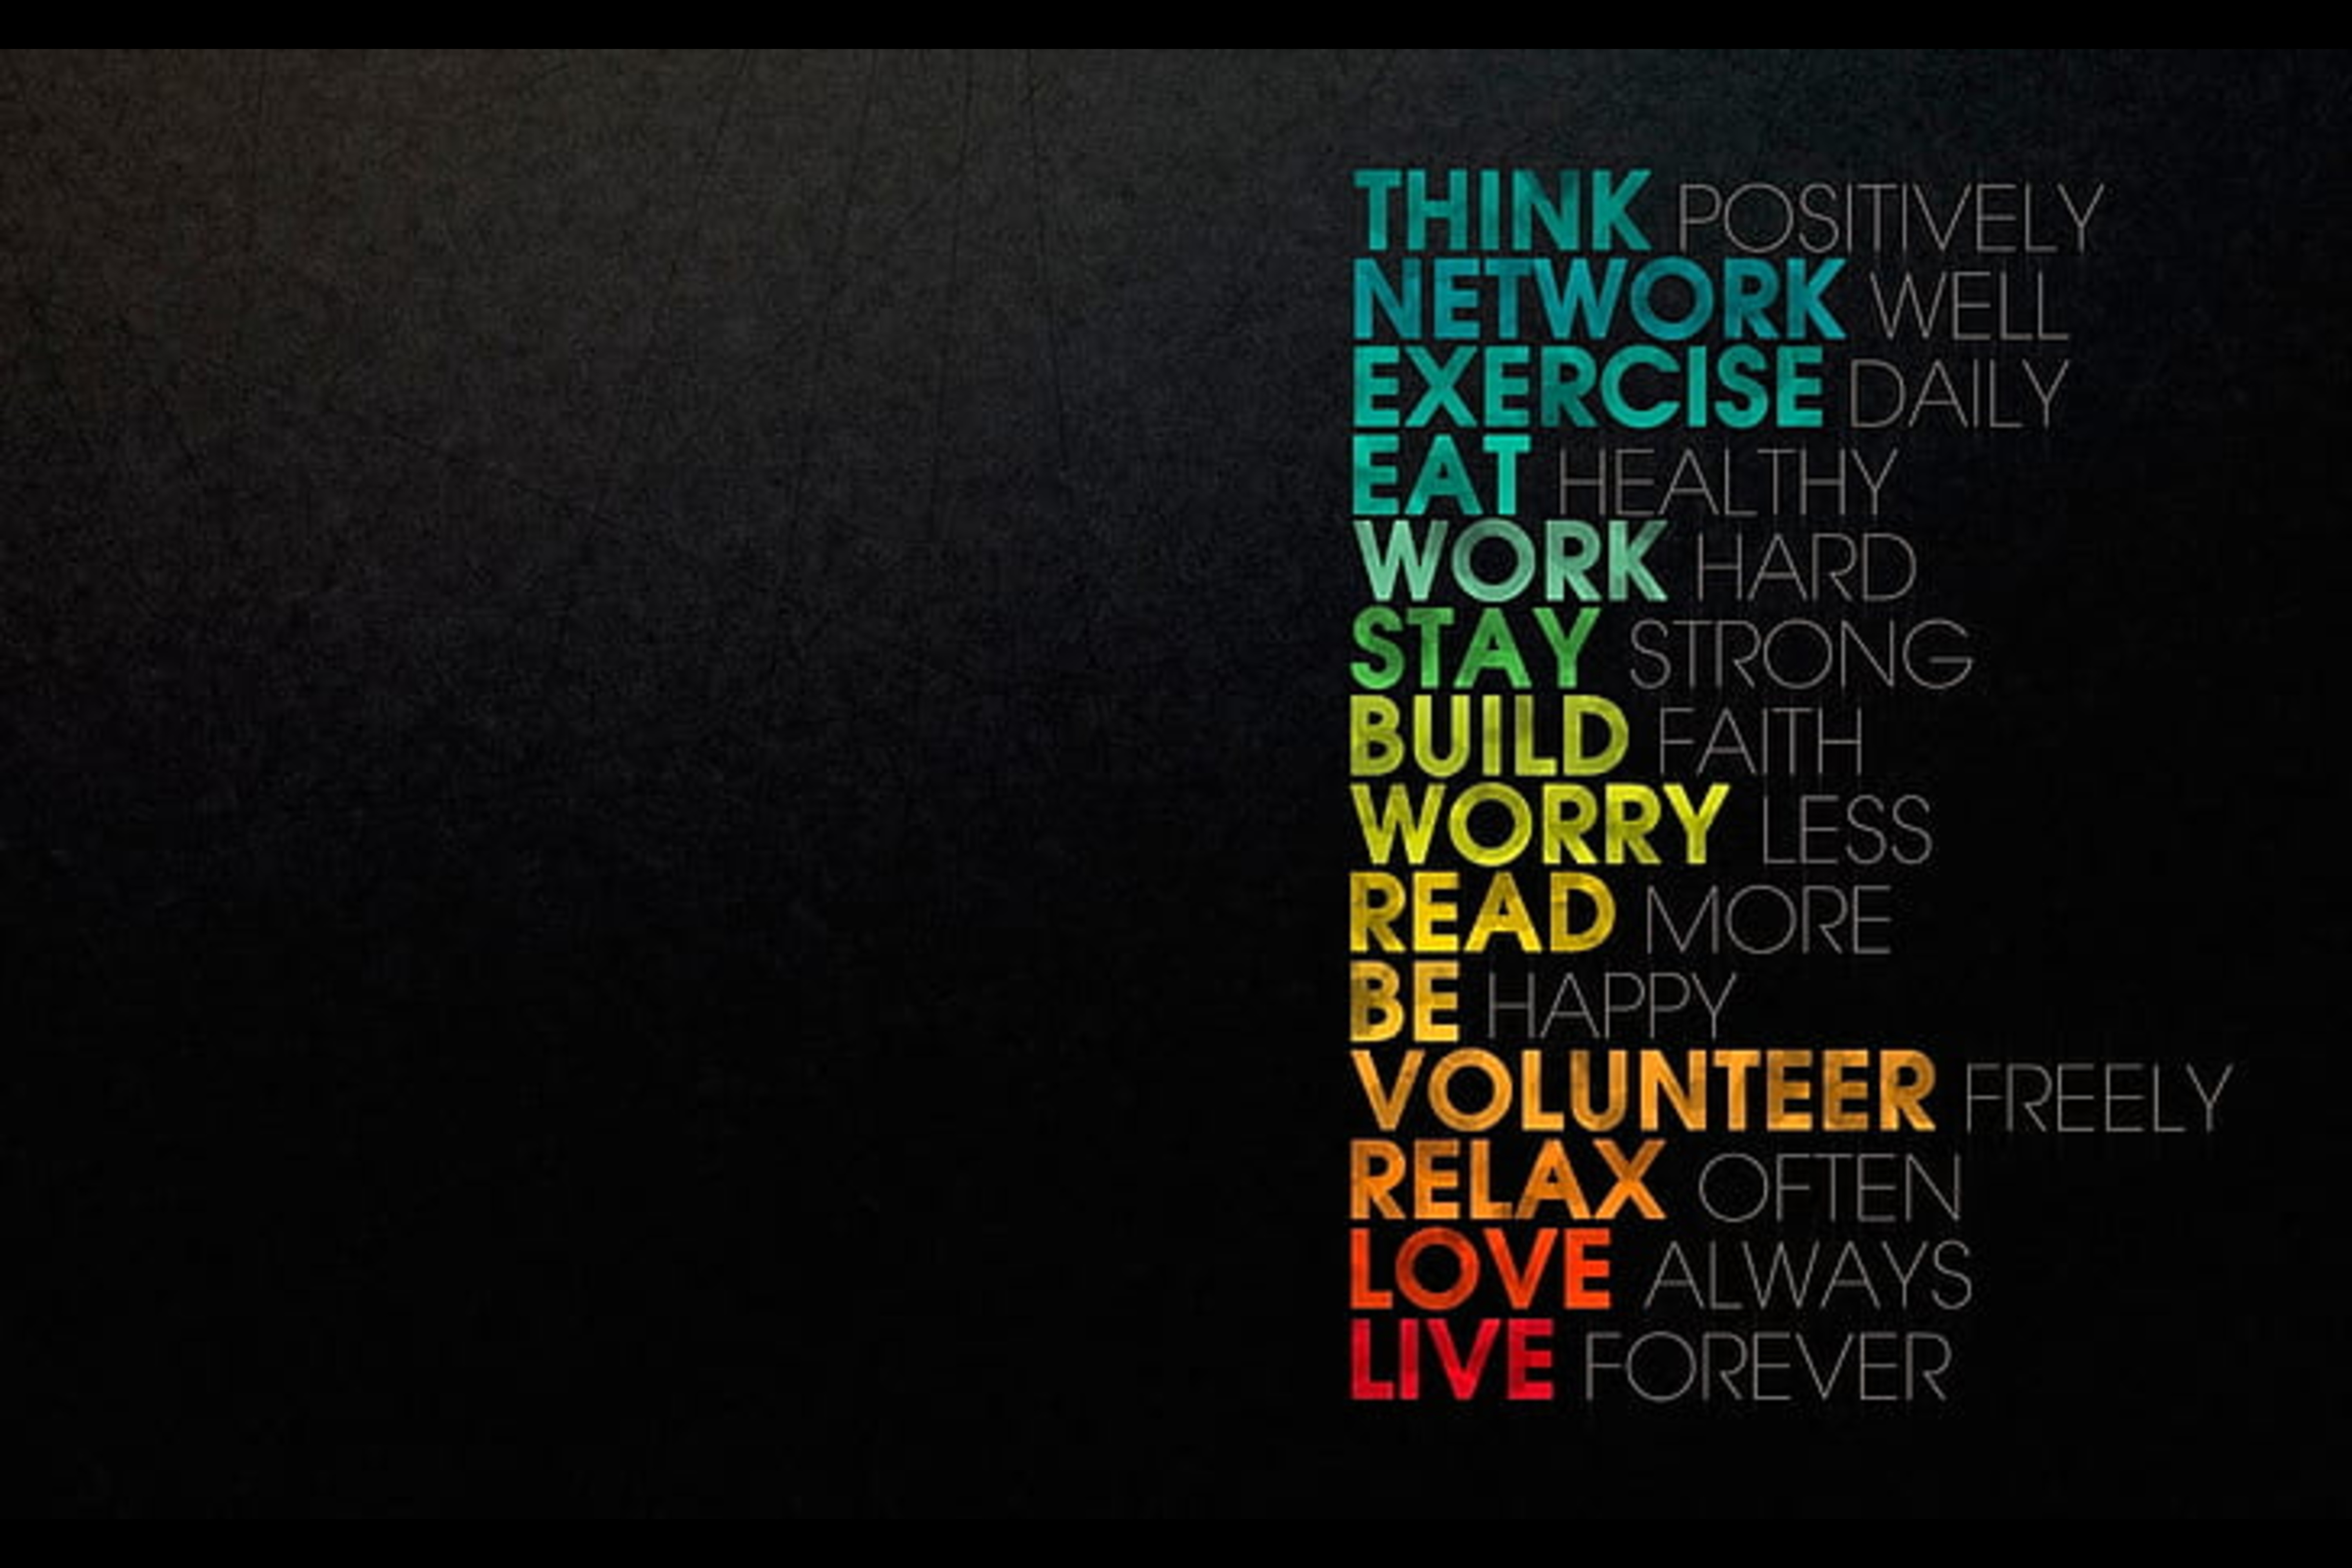 THINK POSITIVELY
NETWORK WELL
EXERCISE DAILY
EAT HEALTHY
WORK HARD
STAY STRONG
BUILD FAITH
WORRY LESS
READ MORE
BE HAPPY
VOLUNTEER FREELY
RELAX OFTEN
LOVE ALWAYS
LIVE FOREVER